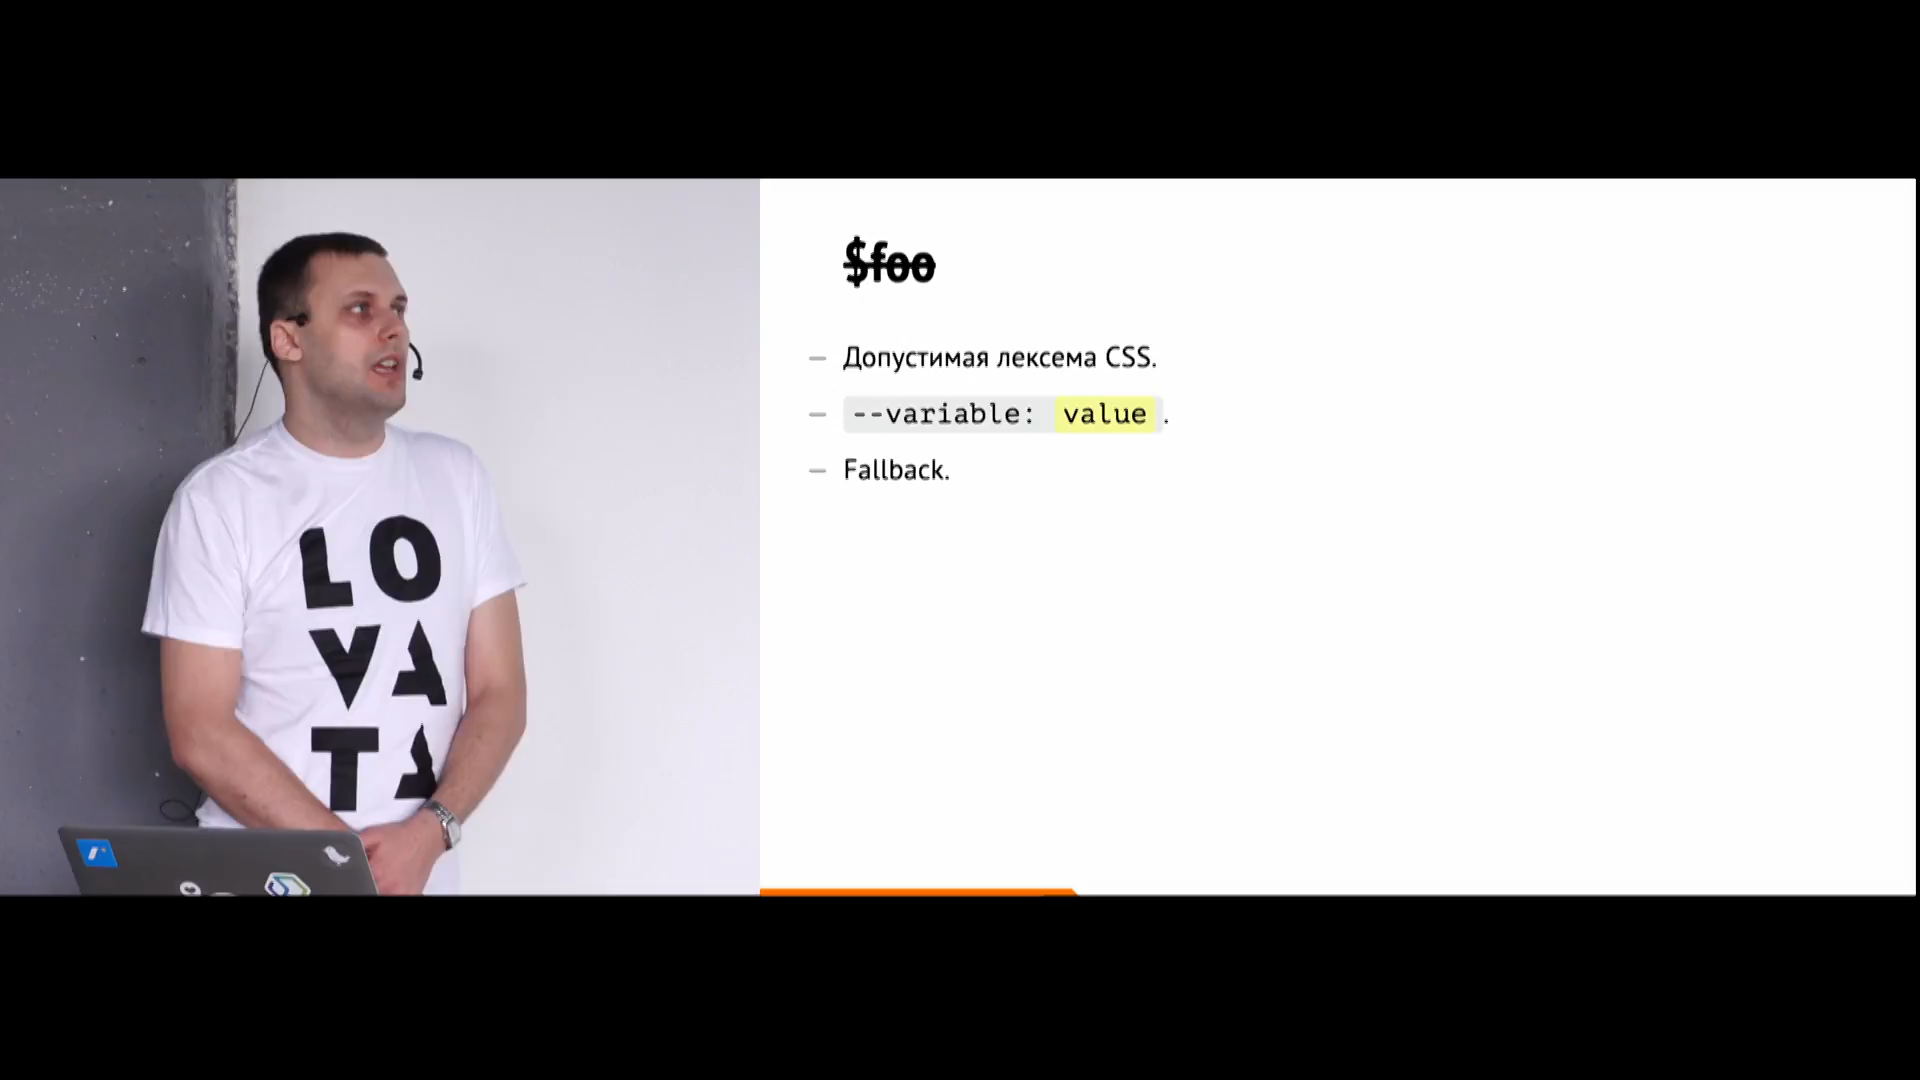 LO
VA
TA
$foo
– Допустимая лексема CSS.
– --variable: value .
– Fallback.